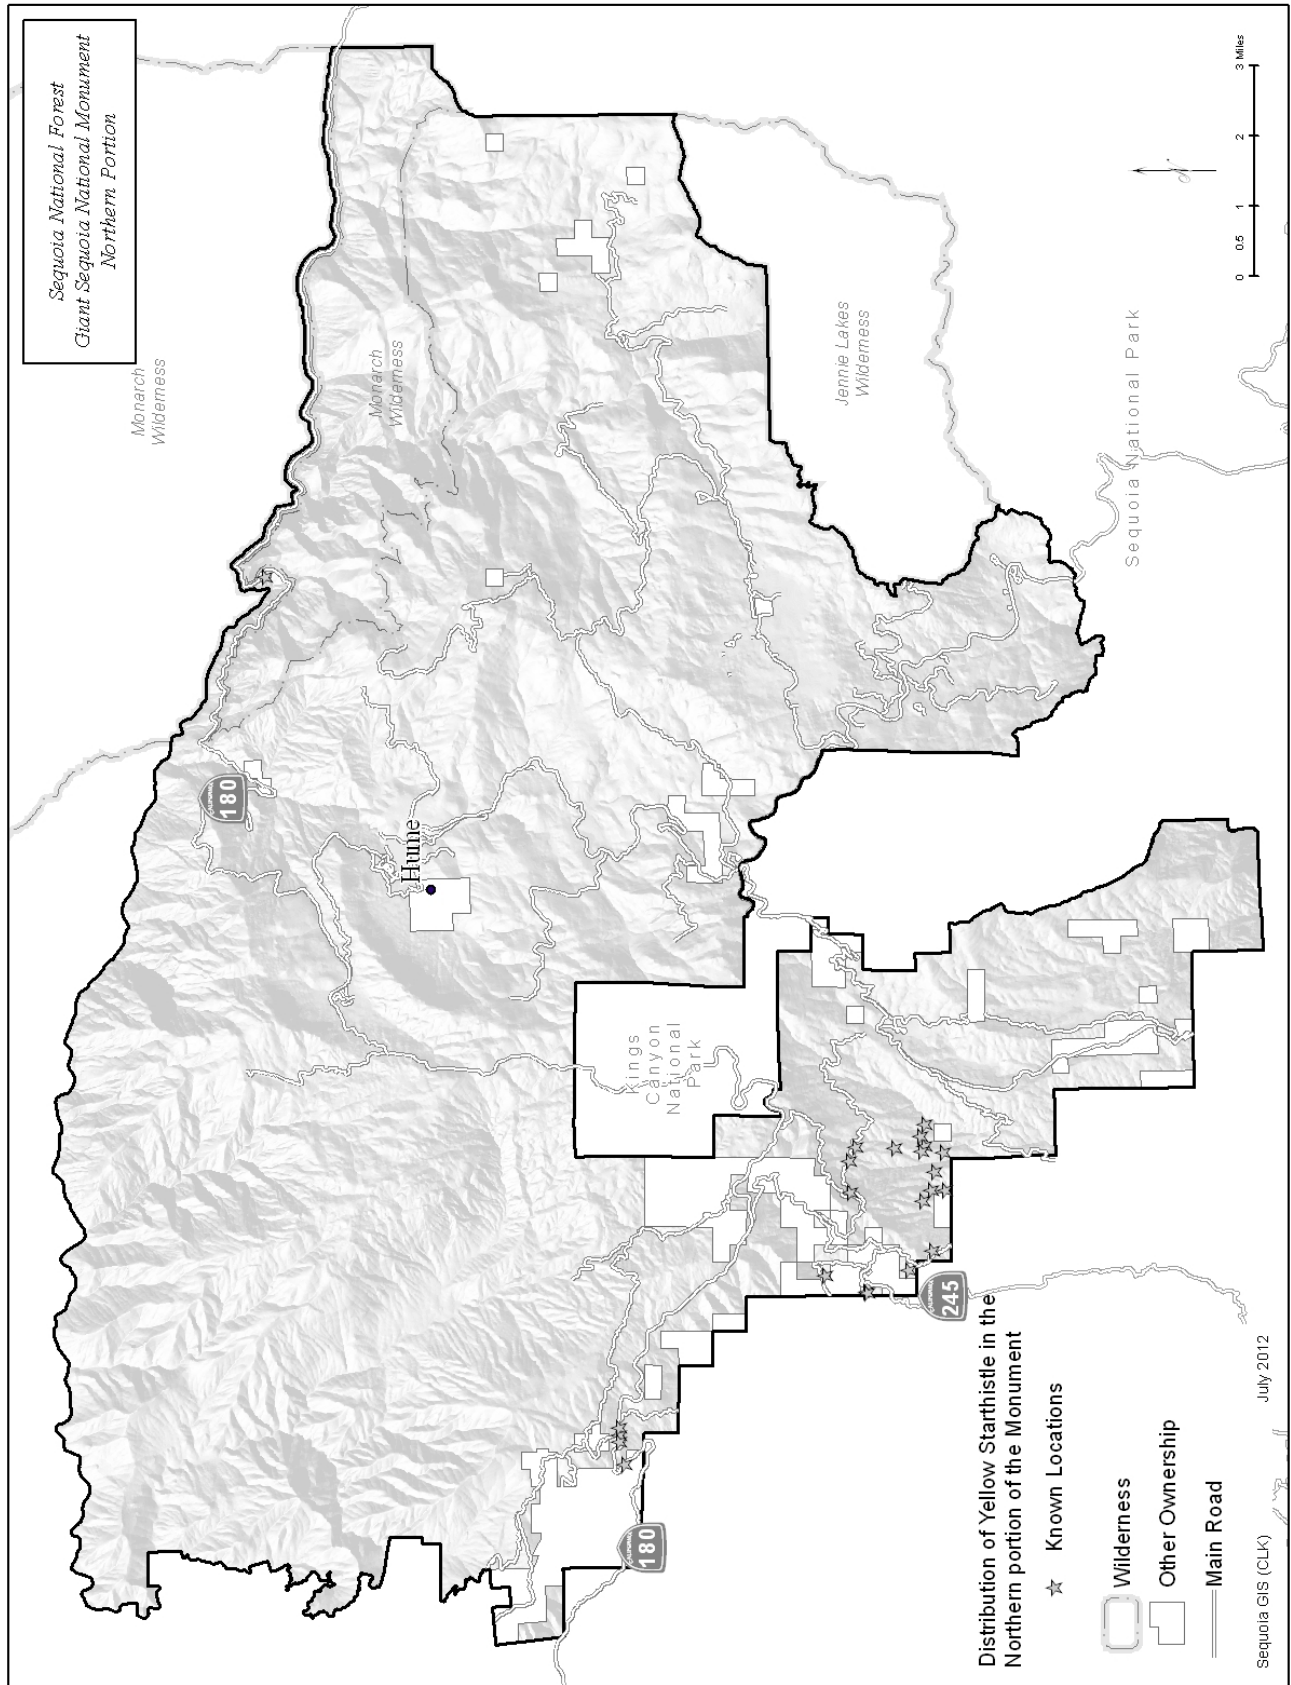 Sequoia National Forest
Giant Sequoia National Monument
Northern Portion
Monarch
Wilderness
Monarch
Wilderness
CALIFORNIA
180
Hume
Jennie Lakes
Wilderness
Kings
Canyon
National
Park
Sequoia National Park
CALIFORNIA
180
CALIFORNIA
245
Distribution of Yellow Starthistle in the
Northern portion of the Monument
Known Locations
Wilderness
Other Ownership
Main Road
Sequoia GIS (CLK)
July 2012
0 0.5 1 2 3 Miles